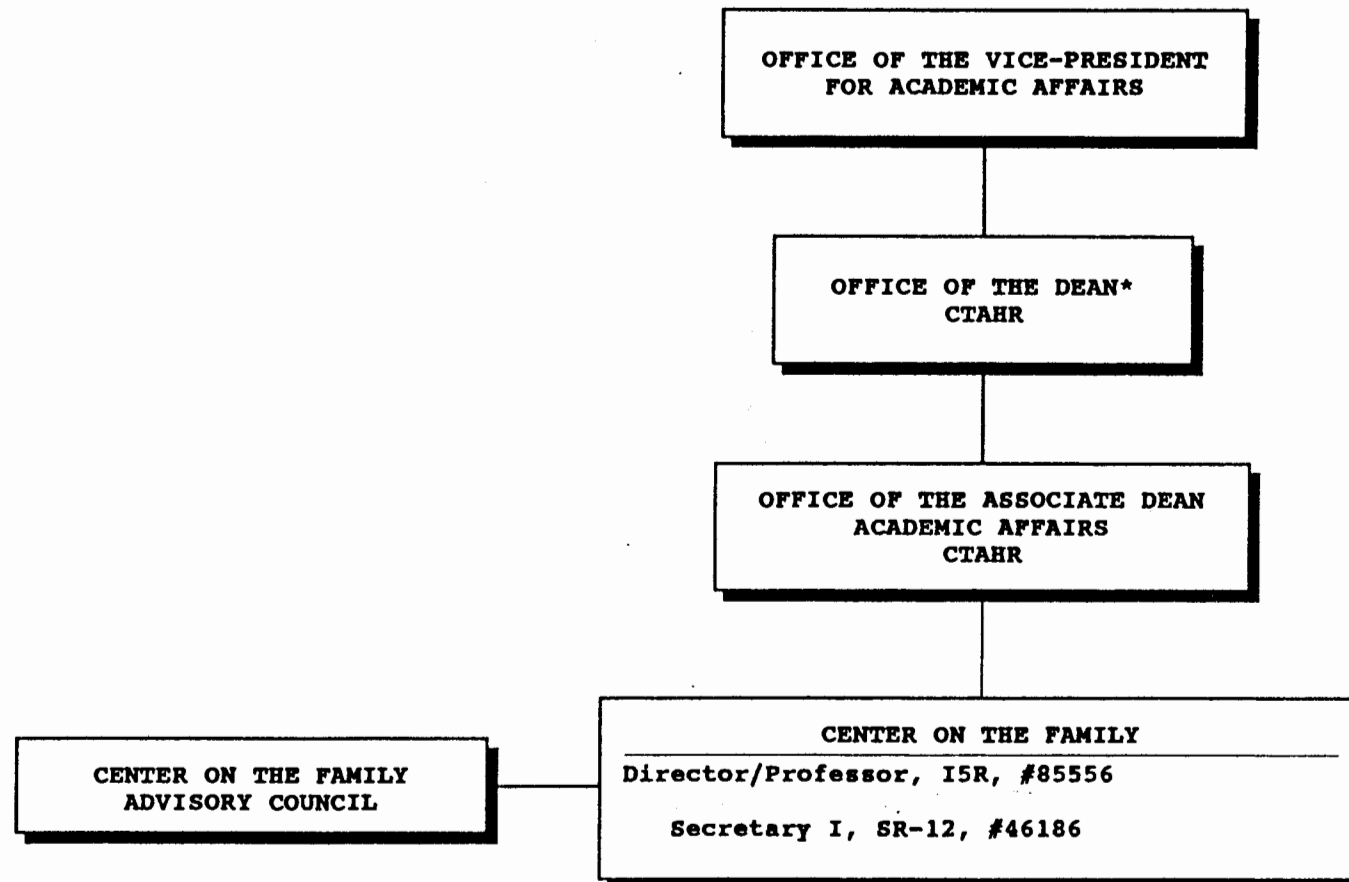 OFFICE OF THE VICE-PRESIDENT
FOR ACADEMIC AFFAIRS
OFFICE OF THE DEAN*
CTAHR
OFFICE OF THE ASSOCIATE DEAN
ACADEMIC AFFAIRS
CTAHR
CENTER ON THE FAMILY
ADVISORY COUNCIL
CENTER ON THE FAMILY
Director/Professor, I5R, #85556
Secretary I, SR-12, #46186